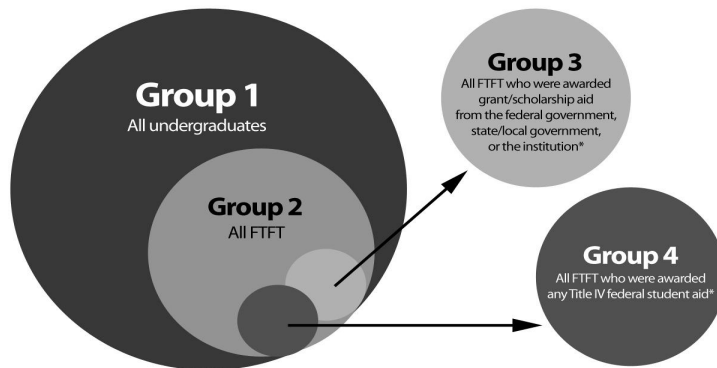 Group 1
All undergraduates
Group 2
All FTFT
Group 3
All FTFT who were awarded
grant/scholarship aid
from the federal government,
state/local government,
or the institution*
Group 4
All FTFT who were awarded
any Title IV federal student aid*